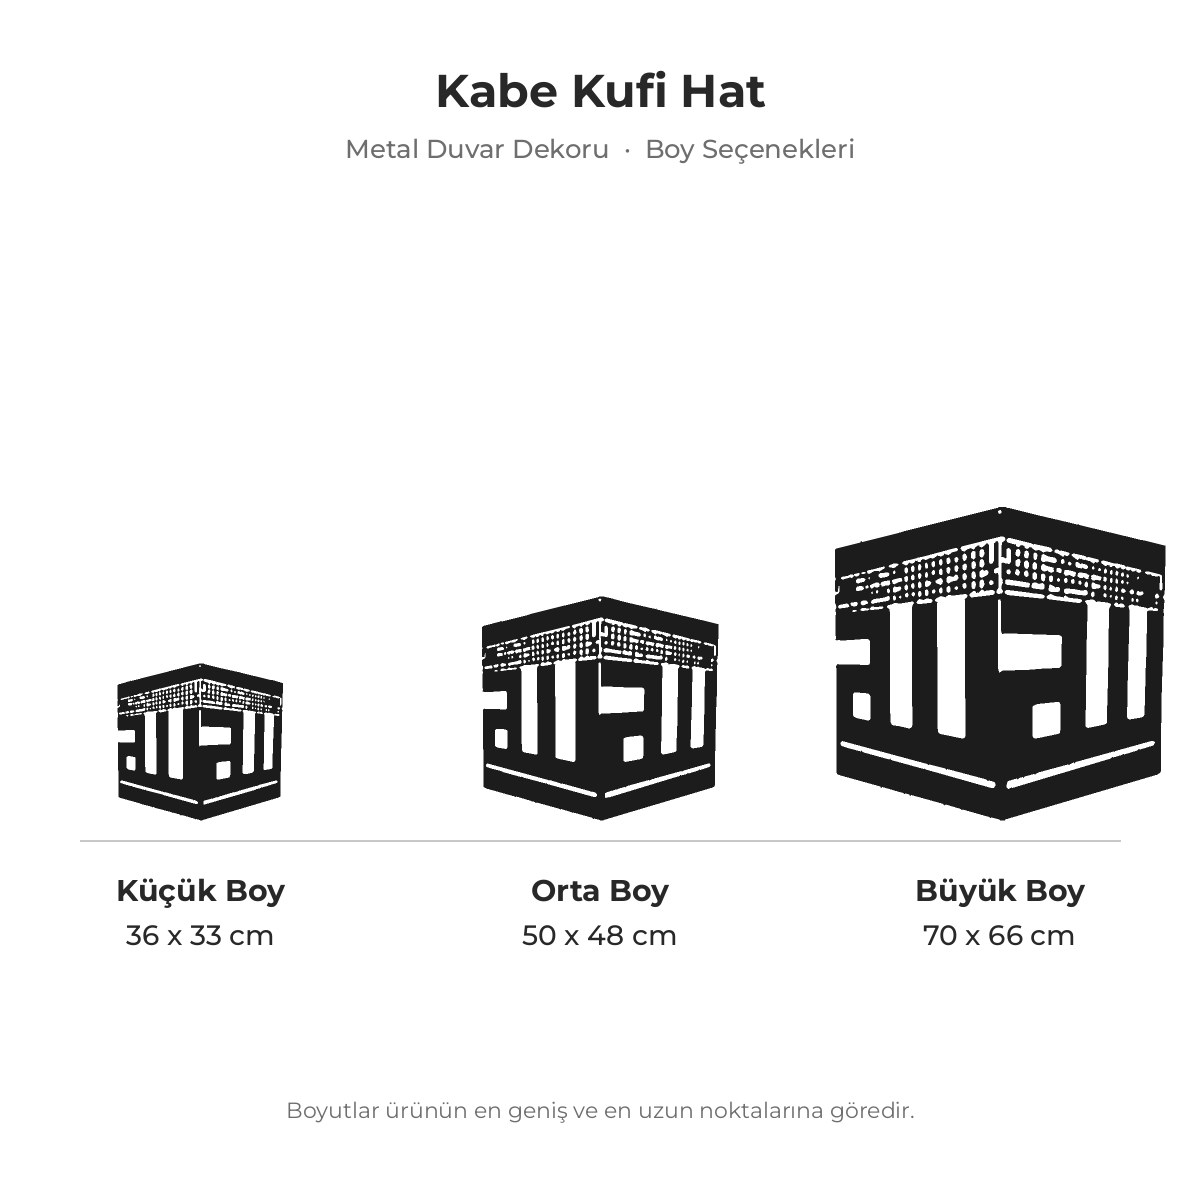 Kabe Kufi Hat
Metal Duvar Dekoru · Boy Seçenekleri
Küçük Boy
36 x 33 cm
Orta Boy
50 x 48 cm
Büyük Boy
70 x 66 cm
Boyutlar ürünün en geniş ve en uzun noktalarına göredir.